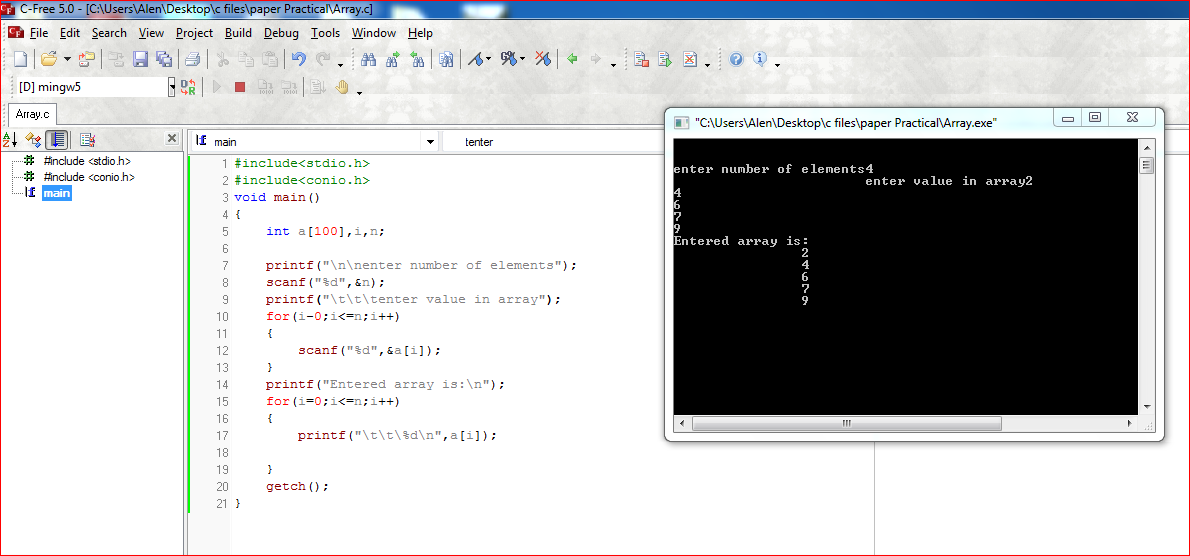 C-Free 5.0 - [C:\Users\Alen\Desktop\c files\paper Practical\Array.c]
File Edit Search View Project Build Debug Tools Window Help
[D] mingw5
Array.c
main tenter
#include <stdio.h>
#include <conio.h>
main
1 #include<stdio.h>
2 #include<conio.h>
3 void main()
4 {
5 int a[100],i,n;
6
7 printf("\n\nenter number of elements");
8 scanf("%d",&n);
9 printf("\t\t\tenter value in array");
10 for(i-0;i<=n;i++)
11 {
12 scanf("%d",&a[i]);
13 }
14 printf("Entered array is:\n");
15 for(i=0;i<=n;i++)
16 {
17 printf("\t\t\%d\n",a[i]);
18
19 }
20 getch();
21 }
"C:\Users\Alen\Desktop\c files\paper Practical\Array.exe"
enter number of elements4
enter value in array2
4
6
7
9
Entered array is:
2
4
6
7
9